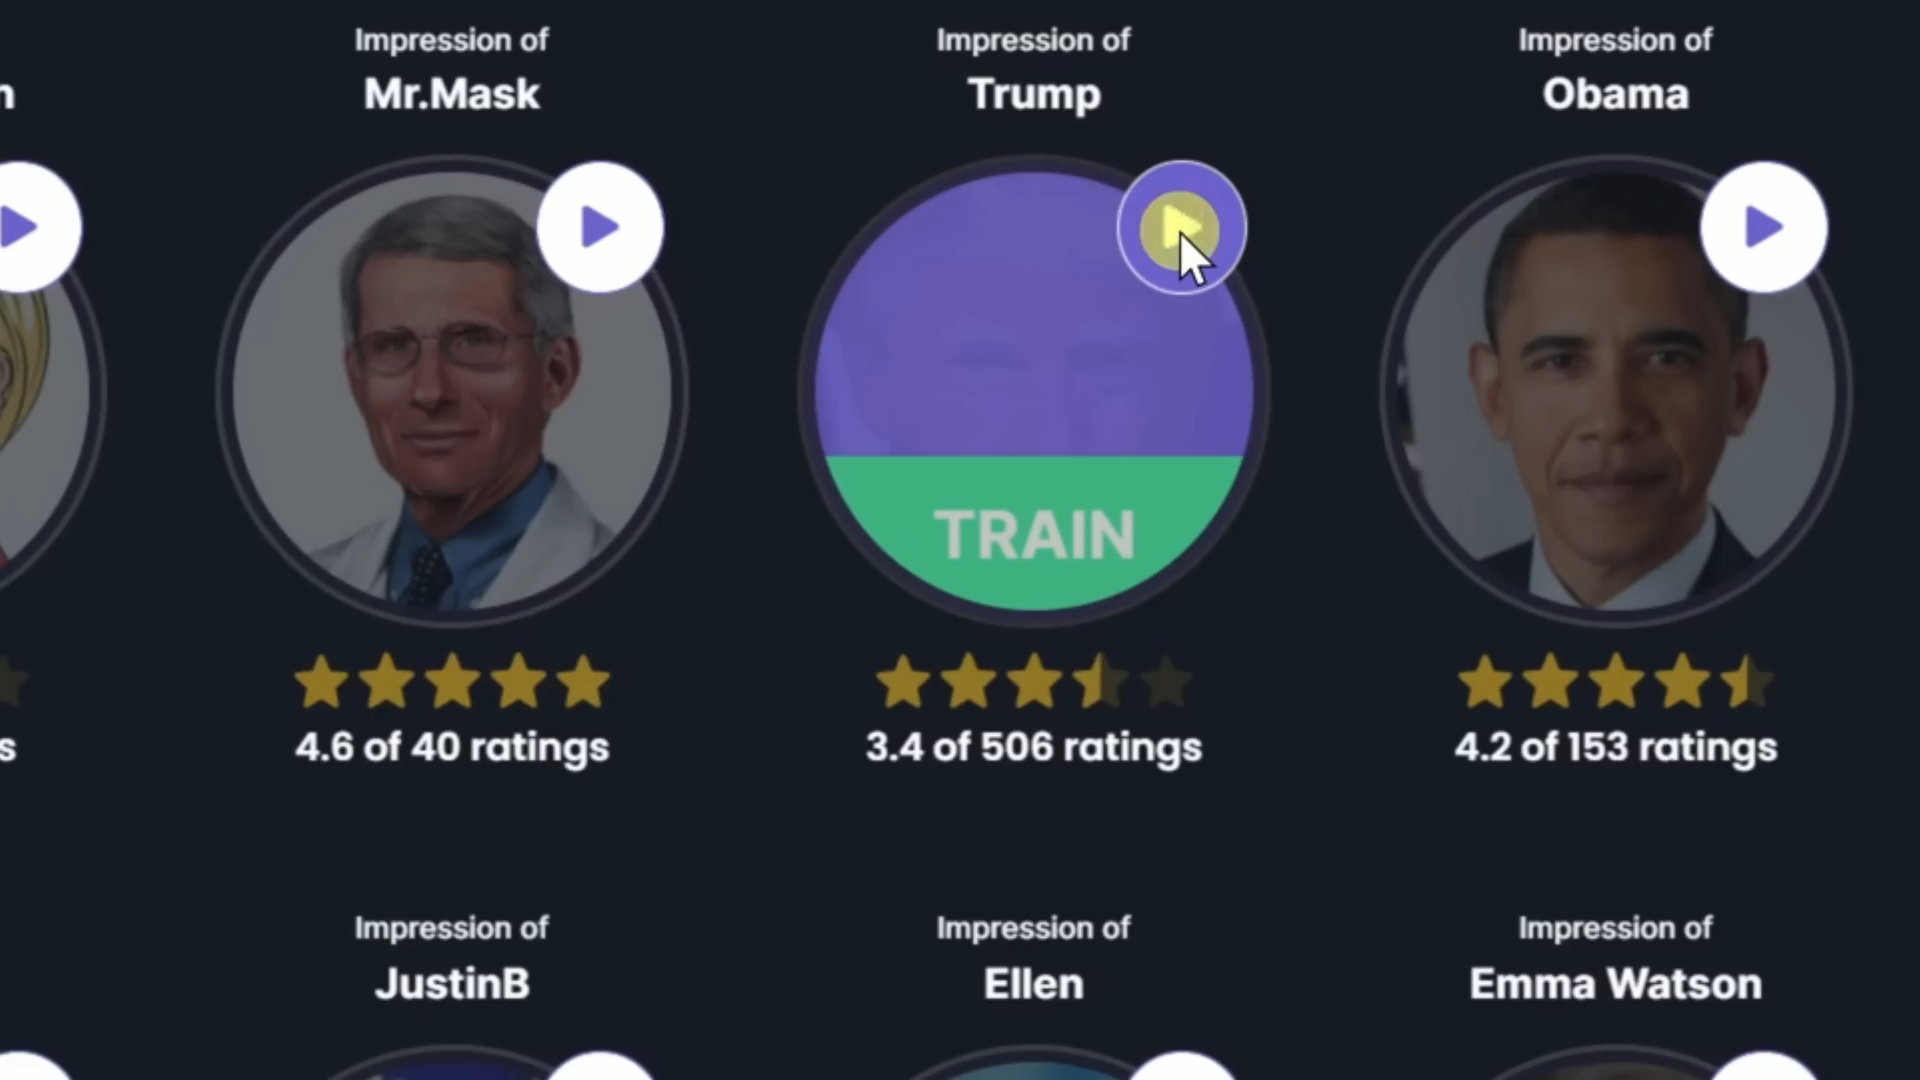 Impression of
Mr.Mask
Impression of
Trump
Impression of
Obama
TRAIN
4.6 of 40 ratings
3.4 of 506 ratings
4.2 of 153 ratings
Impression of
JustinB
Impression of
Ellen
Impression of
Emma Watson